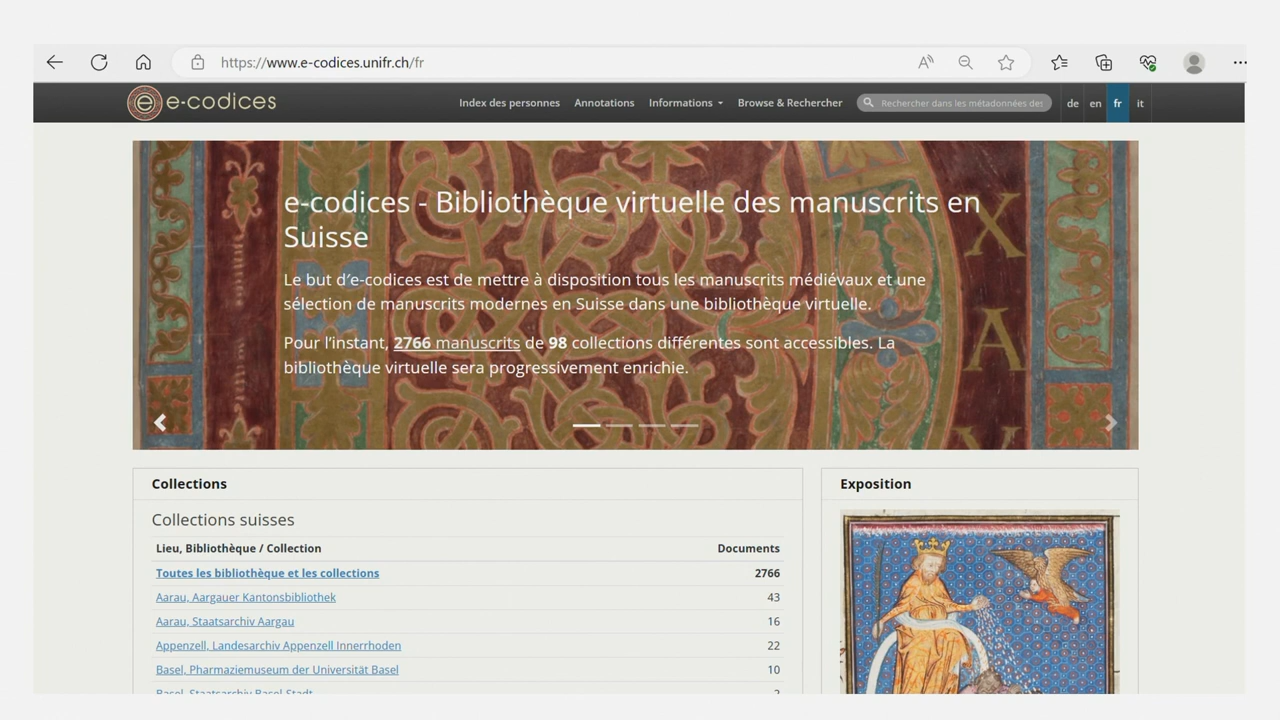 https://www.e-codices.unifr.ch/fr
e-codices
Index des personnes Annotations Informations Browse & Rechercher Rechercher dans les métadonnées des de en fr it
e-codices - Bibliothèque virtuelle des manuscrits en
Suisse
Le but d’e-codices est de mettre à disposition tous les manuscrits médiévaux et une
sélection de manuscrits modernes en Suisse dans une bibliothèque virtuelle.
Pour l’instant, 2766 manuscrits de 98 collections différentes sont accessibles. La
bibliothèque virtuelle sera progressivement enrichie.
X
A
Collections
Collections suisses
Lieu, Bibliothèque / Collection Documents
Toutes les bibliothèque et les collections 2766
Aarau, Aargauer Kantonsbibliothek 43
Aarau, Staatsarchiv Aargau 16
Appenzell, Landesarchiv Appenzell Innerrhoden 22
Basel, Pharmaziemuseum der Universität Basel 10
Basel, Staatsarchiv Basel-Stadt 2
Exposition